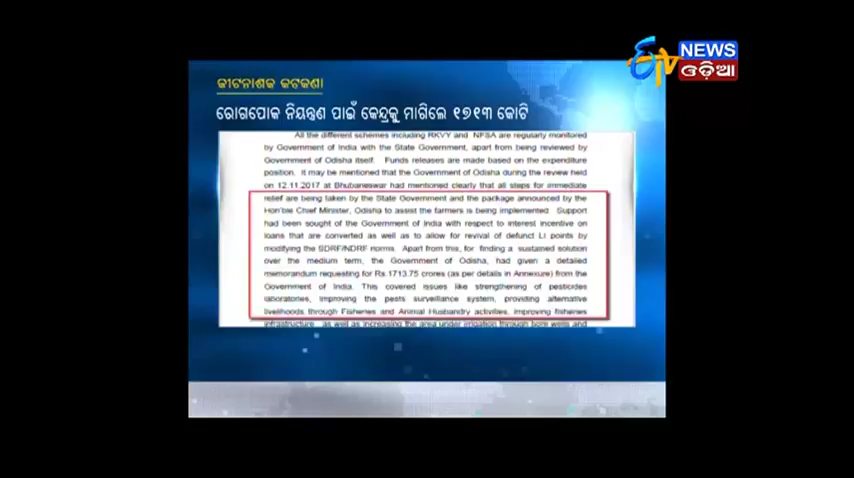 ETV NEWS
ଓଡ଼ିଆ
କୀଟନାଶକ କଟକଣା
ରୋଗପୋକ ନିୟନ୍ତ୍ରଣ ପାଇଁ କେନ୍ଦ୍ରକୁ ମାଗିଲେ ୧୭୧୩ କୋଟି
All the different schemes including RKVY and NFSA are regularly monitored
by Government of India with the State Government, apart from being reviewed by
Government of Odisha itself. Funds releases are made based on the expenditure
position. It may be mentioned that the Government of Odisha during the review held
on 12.11.2017 at Bhubaneswar had mentioned clearly that all steps for immediate
relief are being taken by the State Government and the package announced by the
Hon'ble Chief Minister, Odisha to assist the farmers is being implemented. Support
had been sought of the Government of India with respect to interest incentive on
loans that are converted as well as to allow for revival of defunct LI points by
modifying the SDRF/NDRF norms. Apart from this, for finding a sustained solution
over the medium term, the Government of Odisha, had given a detailed
memorandum requesting for Rs.1713.75 crores (as per details in Annexure) from the
Government of India. This covered issues like strengthening of pesticides
laboratories, improving the pests surveillance system, providing alternative
livelihoods through Fisheries and Animal Husbandry activities, improving fisheries
infrastructure, as well as increasing the area under irrigation through bore wells and